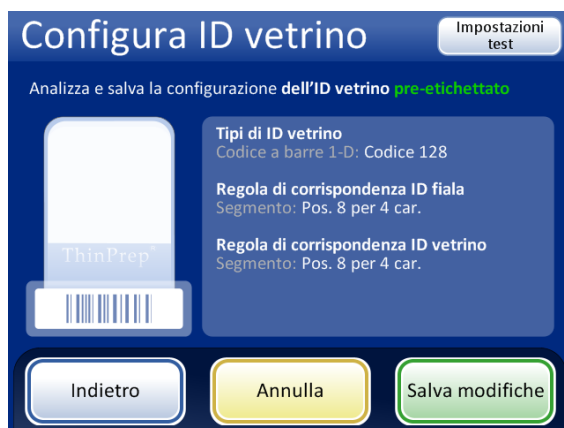 Configura ID vetrino
Impostazioni
test
Analizza e salva la configurazione dell'ID vetrino pre-etichettato
Tipi di ID vetrino
Codice a barre 1-D: Codice 128
Regola di corrispondenza ID fiala
Segmento: Pos. 8 per 4 car.
Regola di corrispondenza ID vetrino
Segmento: Pos. 8 per 4 car.
ThinPrep®
Indietro
Annulla
Salva modifiche